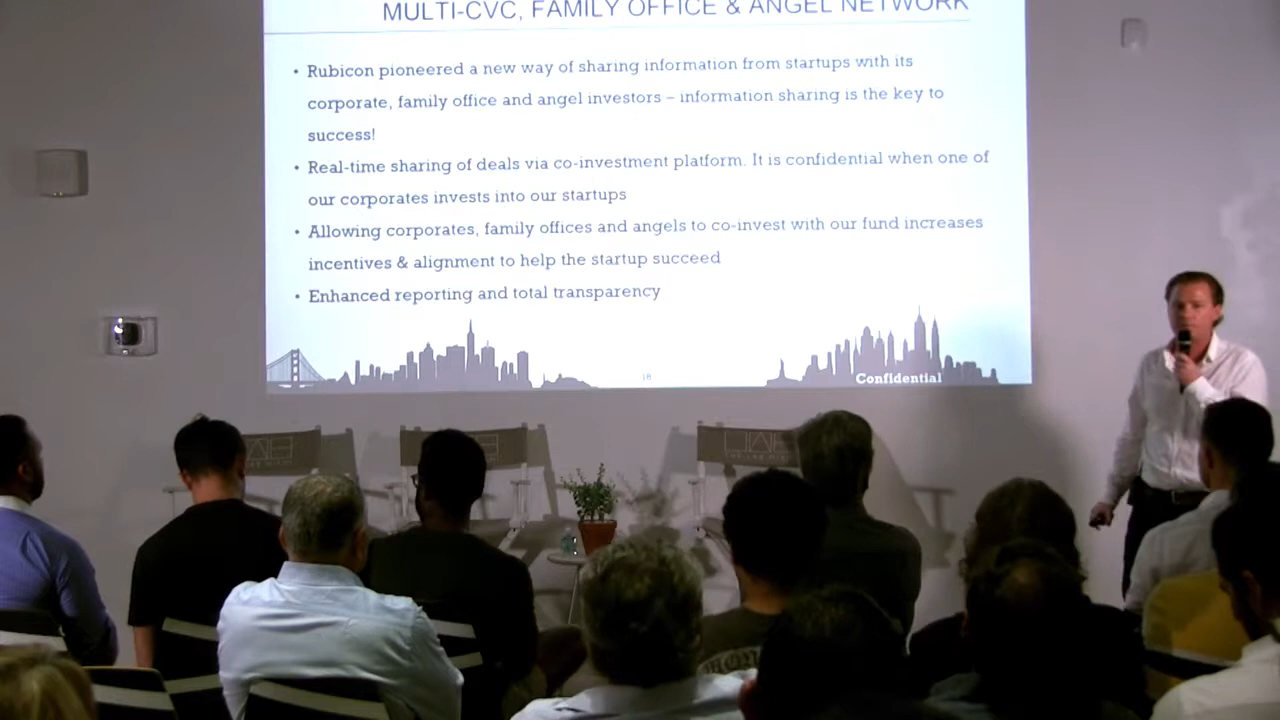 MULTI-CVC, FAMILY OFFICE & ANGEL NETWORK
• Rubicon pioneered a new way of sharing information from startups with its
corporate, family office and angel investors – information sharing is the key to
success!
• Real-time sharing of deals via co-investment platform. It is confidential when one of
our corporates invests into our startups
• Allowing corporates, family offices and angels to co-invest with our fund increases
incentives & alignment to help the startup succeed
• Enhanced reporting and total transparency
18
Confidential